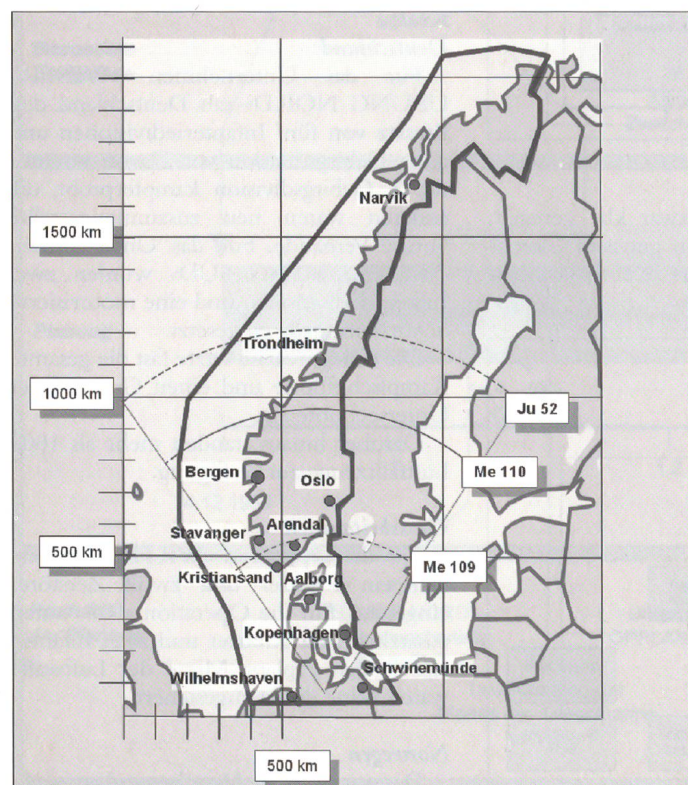 Narvik
1500 km
Trondheim
1000 km
Ju 52
Bergen
Me 110
Oslo
Stavanger
Arendal
500 km
Me 109
Kristiansand
Aalborg
Kopenhagen
Schwinemünde
Wilhelmshaven
500 km